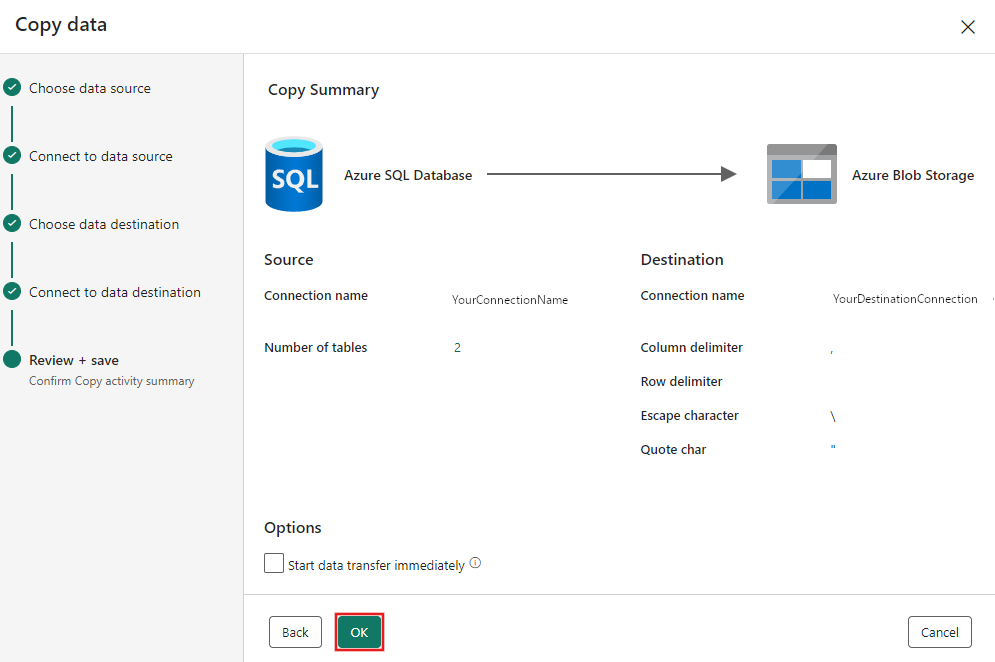 Copy data
Choose data source
Connect to data source
Choose data destination
Connect to data destination
Review + save
Confirm Copy activity summary
Copy Summary
SQL
Azure SQL Database
Azure Blob Storage
Source
Connection name YourConnectionName
Number of tables 2
Destination
Connection name YourDestinationConnection
Column delimiter ,
Row delimiter
Escape character \
Quote char "
Options
Start data transfer immediately
Back
OK
Cancel